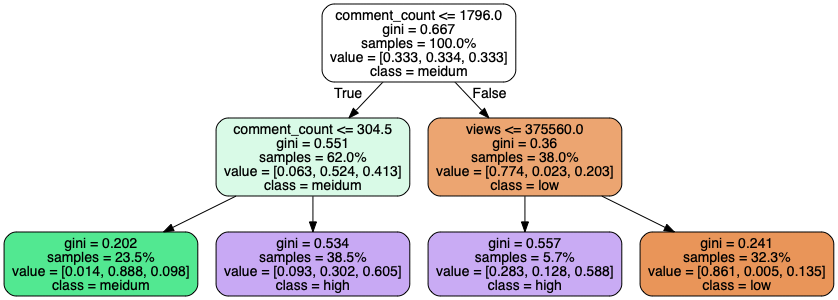 comment_count <= 1796.0
gini = 0.667
samples = 100.0%
value = [0.333, 0.334, 0.333]
class = meidum
True
False
comment_count <= 304.5
gini = 0.551
samples = 62.0%
value = [0.063, 0.524, 0.413]
class = meidum
views <= 375560.0
gini = 0.36
samples = 38.0%
value = [0.774, 0.023, 0.203]
class = low
gini = 0.202
samples = 23.5%
value = [0.014, 0.888, 0.098]
class = meidum
gini = 0.534
samples = 38.5%
value = [0.093, 0.302, 0.605]
class = high
gini = 0.557
samples = 5.7%
value = [0.283, 0.128, 0.588]
class = high
gini = 0.241
samples = 32.3%
value = [0.861, 0.005, 0.135]
class = low